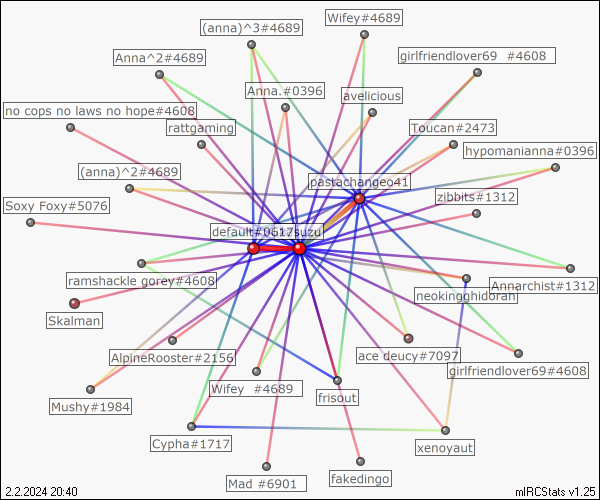 Wifey#4689
(anna)^3#4689
girlfriendlover69 #4608
Anna^2#4689
Anna.#0396
avelicious
no cops no laws no hope#4608
rattgaming
Toucan#2473
hypomanianna#0396
(anna)^2#4689
pastachangeo41
zibbits#1312
Soxy Foxy#5076
default#0617suzu
ramshackle gorey#4608
neokingghidorah
Annarchist#1312
Skalman
AlpineRooster#2156
ace deucy#7097
girlfriendlover69#4608
Wifey #4689
frisout
Mushy#1984
Cypha#1717
xenoyaut
Mad #6901
fakedingo
2.2.2024 20:40
mIRCStats v1.25